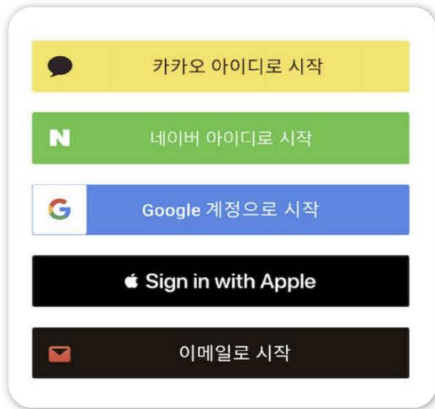 카카오 아이디로 시작
N 네이버 아이디로 시작
G Google 계정으로 시작
Sign in with Apple
이메일로 시작